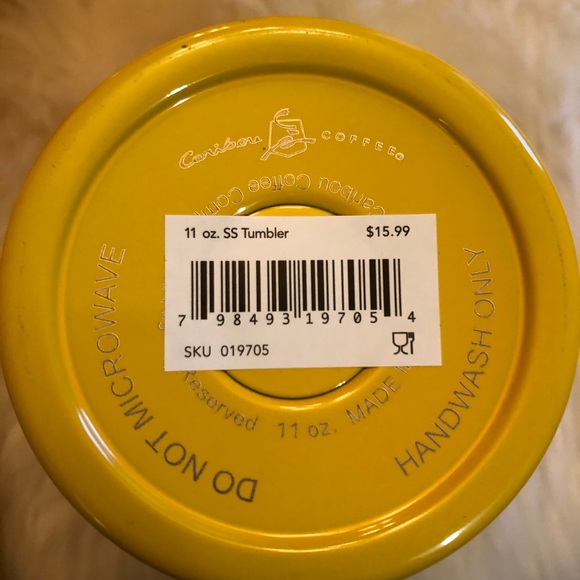 Caribou COFFEE®
Caribou Coffee
11 oz. SS Tumbler $15.99
7 98493 19705 4
SKU 019705
Reserved 11 oz. MADE
DO NOT MICROWAVE
HANDWASH ONLY